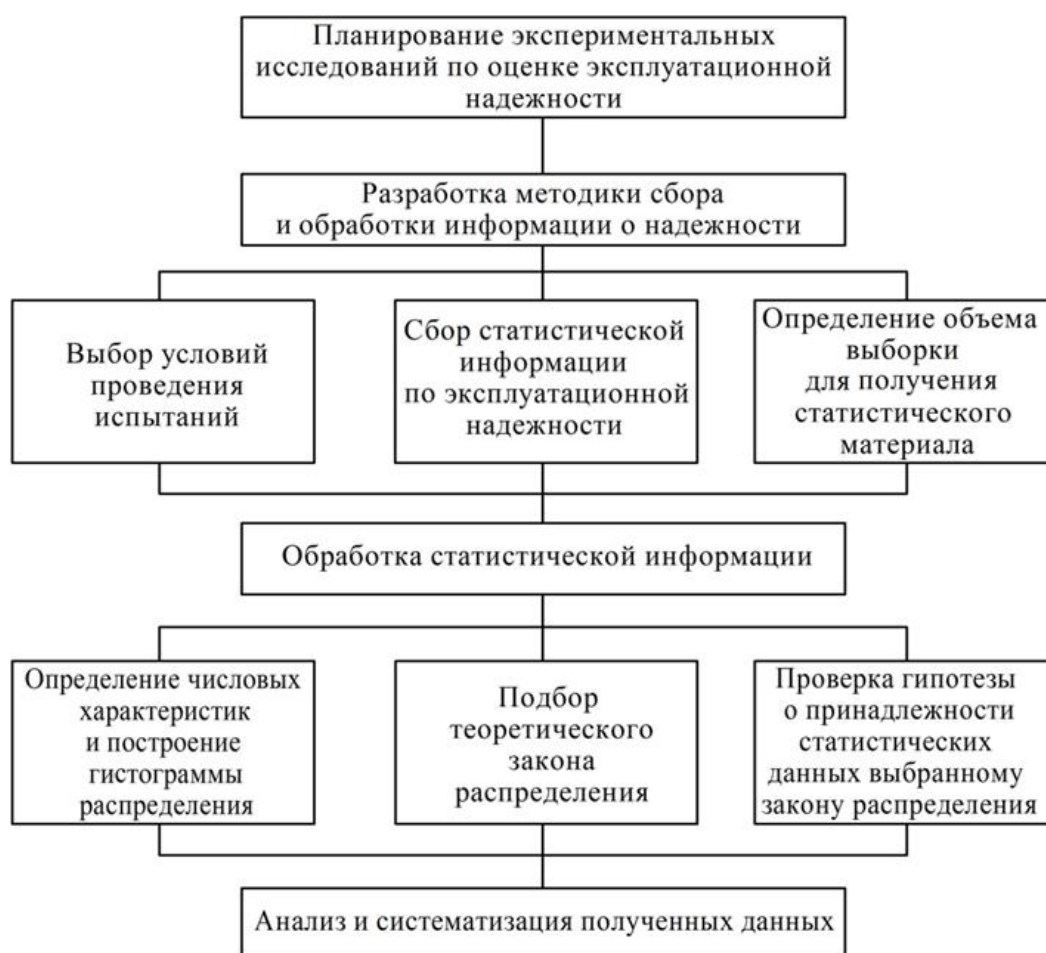 Планирование экспериментальных
исследований по оценке эксплуатационной
надежности
Разработка методики сбора
и обработки информации о надежности
Выбор условий
проведения
испытаний
Сбор статистической
информации
по эксплуатационной
надежности
Определение объема
выборки
для получения
статистического
материала
Обработка статистической информации
Определение числовых
характеристик
и построение
гистограммы
распределения
Подбор
теоретического
закона
распределения
Проверка гипотезы
о принадлежности
статистических
данных выбранному
закону распределения
Анализ и систематизация полученных данных